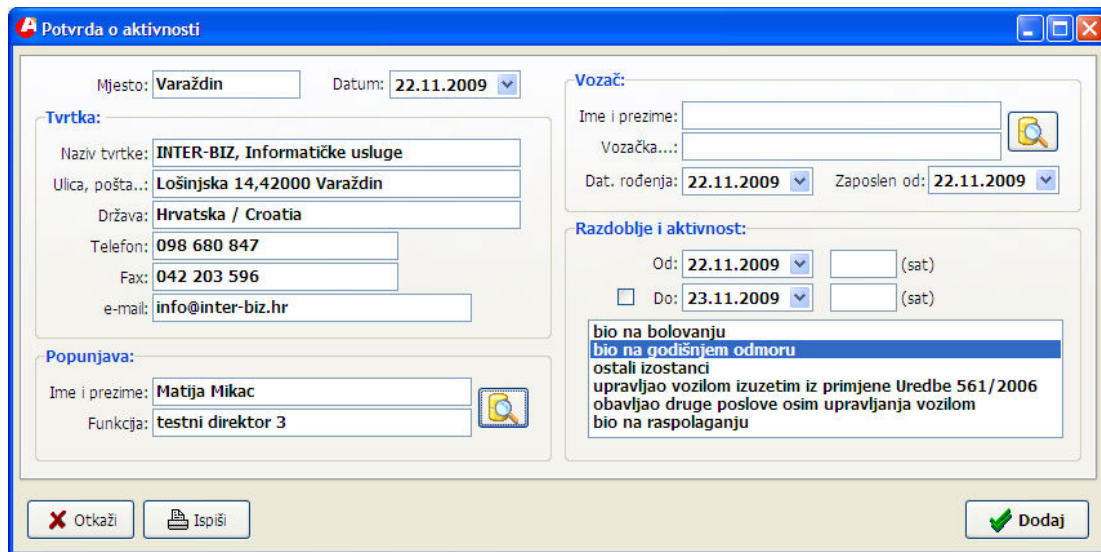 Potvrda o aktivnosti
Mjesto: Varaždin Datum: 22.11.2009
Tvrtka:
Naziv tvrtke: INTER-BIZ, Informatičke usluge
Ulica, pošta..: Lošinjska 14,42000 Varaždin
Država: Hrvatska / Croatia
Telefon: 098 680 847
Fax: 042 203 596
e-mail: info@inter-biz.hr
Popunjava:
Ime i prezime: Matija Mikac
Funkcija: testni direktor 3
Vozač:
Ime i prezime:
Vozačka...:
Dat. rođenja: 22.11.2009 Zaposlen od: 22.11.2009
Razdoblje i aktivnost:
Od: 22.11.2009 (sat)
Do: 23.11.2009 (sat)
bio na bolovanju
bio na godišnjem odmoru
ostali izostanci
upravljao vozilom izuzetim iz primjene Uredbe 561/2006
obavljao druge poslove osim upravljanja vozilom
bio na raspolaganju
Otkaži Ispiši Dodaj